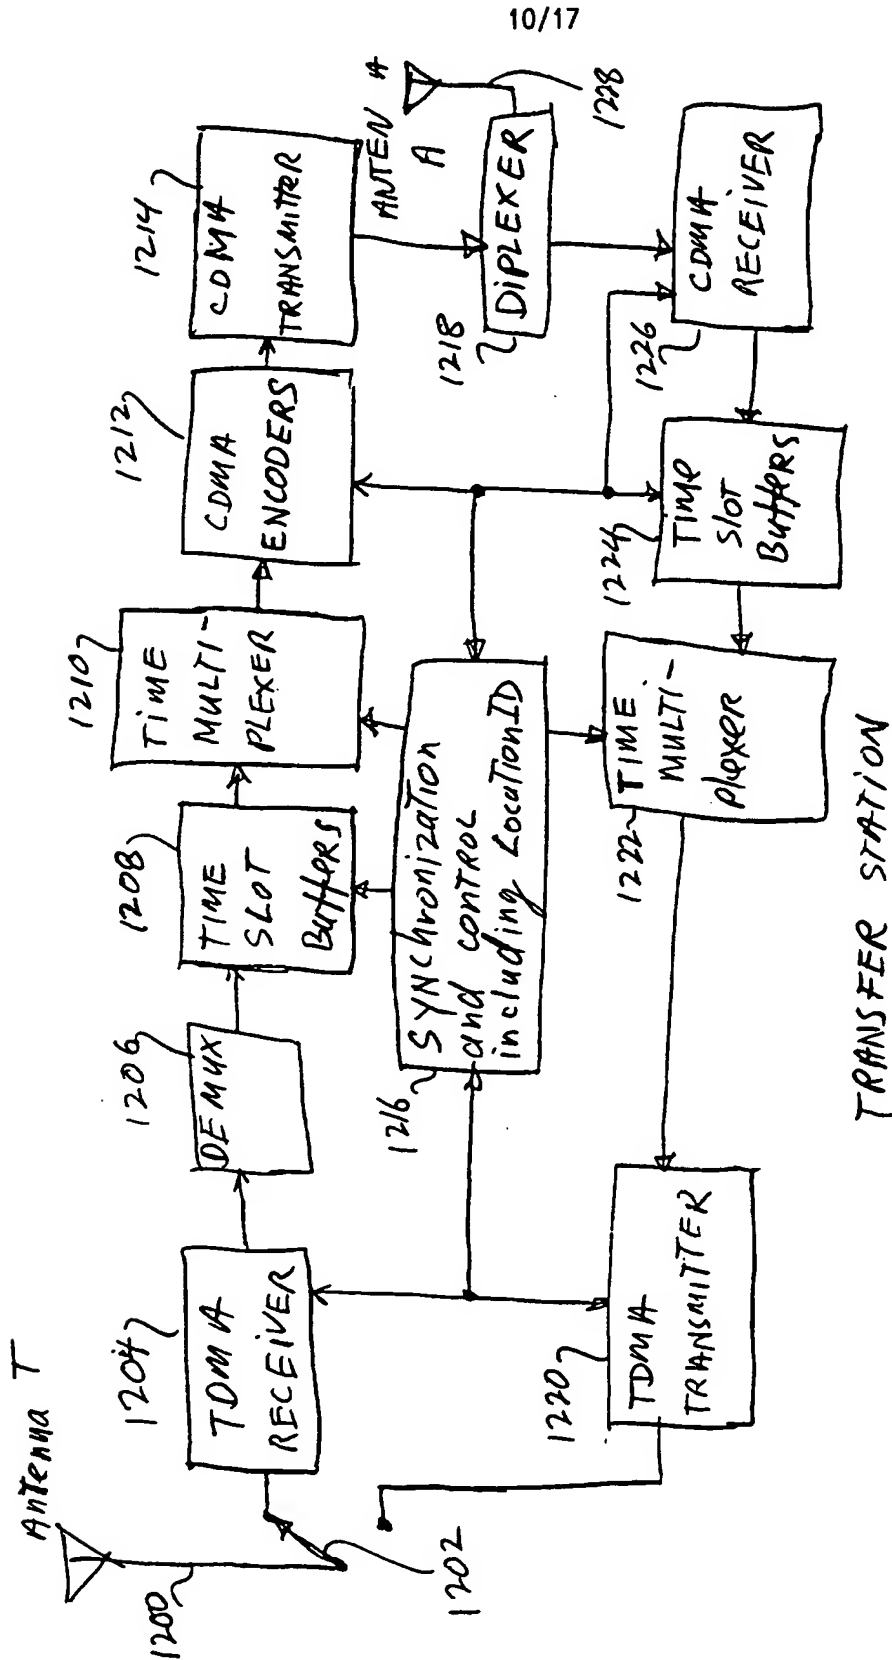 10/17
Antenna T
1200
1202
1204
TDMA
RECEIVER
1206
DEMUX
1208
TIME
SLOT
Buffers
1210
TIME
MULTI-
PLEXER
1212
CDMA
ENCODERS
1214
CDMA
TRANSMitteR
ANTEN
A
1218
DiPLEXER
1228
1216
SYNchronization
and contROL
including LocationID
1220
TDMA
TRANSMITTER
1222
TIME
MULTI-
plexeR
1224
TIMe
Slot
BuffeRS
1226
CDMA
RECEiVER
TRANSFER STATION